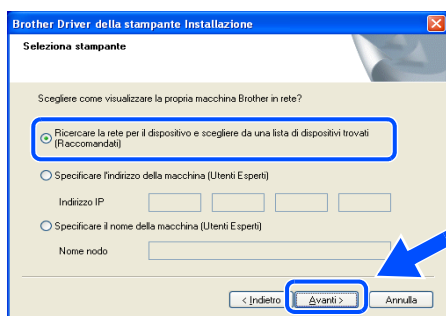 Brother Driver della stampante Installazione
Seleziona stampante
Scegliere come visualizzare la propria macchina Brother in rete?
Ricercare la rete per il dispositivo e scegliere da una lista di dispositivi trovati
(Raccomandati)
Specificare l'indirizzo della macchina (Utenti Esperti)
Indirizzo IP
Specificare il nome della macchina (Utenti Esperti)
Nome nodo
< Indietro Avanti > Annulla